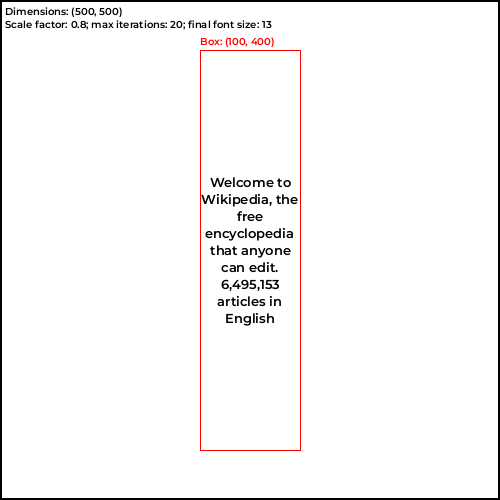 Dimensions: (500, 500)
Scale factor: 0.8; max iterations: 20; final font size: 13
Box: (100, 400)
Welcome to
Wikipedia, the
free
encyclopedia
that anyone
can edit.
6,495,153
articles in
English